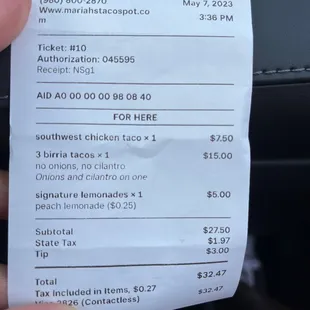 (980) 800-2870
Www.mariahstacospot.co
m
May 7, 2023
3:36 PM
Ticket: #10
Authorization: 045595
Receipt: NSg1
AID A0 00 00 00 98 08 40
FOR HERE
southwest chicken taco × 1 $7.50
3 birria tacos × 1 $15.00
no onions, no cilantro
Onions and cilantro on one
signature lemonades × 1 $5.00
peach lemonade ($0.25)
Subtotal $27.50
State Tax $1.97
Tip $3.00
Total $32.47
Tax Included in Items, $0.27
2826 (Contactless) $32.47